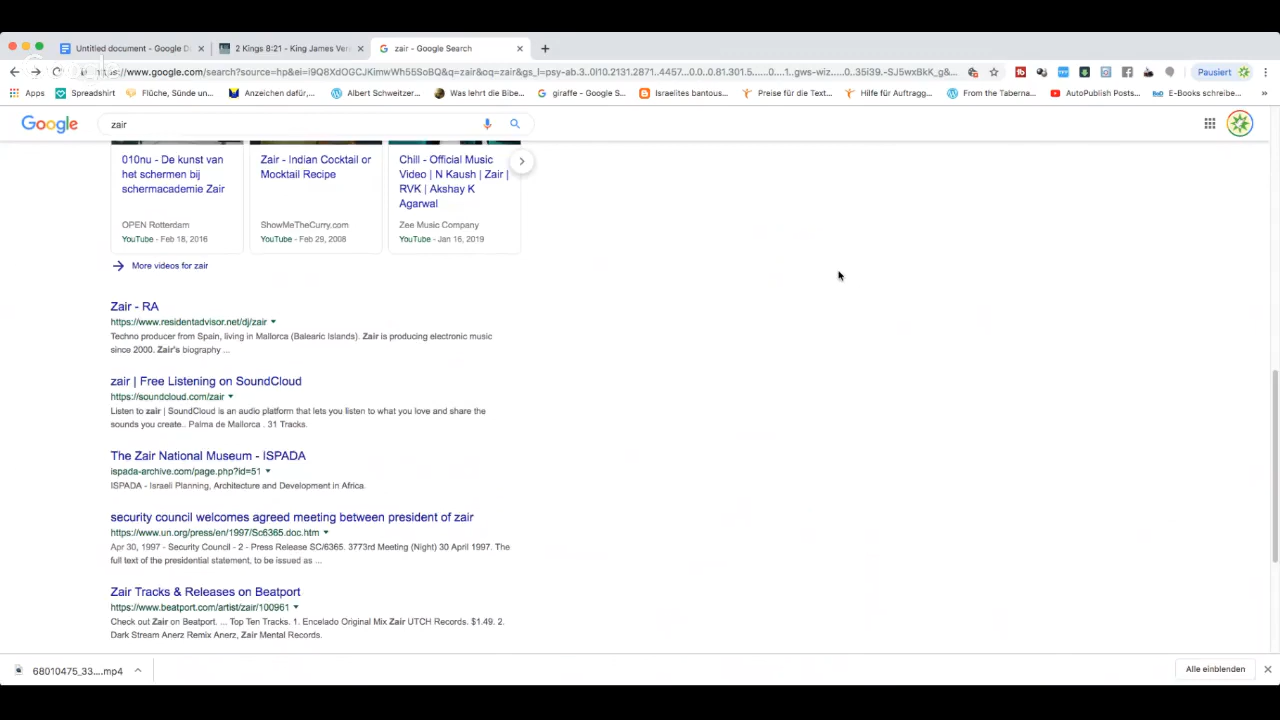 Untitled document - Google D
2 Kings 8:21 - King James Ver
zair - Google Search
https://www.google.com/search?source=hp&ei=I9Q8XdOGCJKimwWh55SoBQ&q=zair&oq=zair&gs_l=psy-ab.3..0l10.2131.2871..4457...0.0..0.81.301.5......0....1..gws-wiz.....0..35i39.-SJ5wxBkK_g&...
Pausiert
Apps
Spreadshirt
Flüche, Sünde un...
Anzeichen dafür,...
Albert Schweitzer...
Was lehrt die Bibe...
giraffe - Google S...
Israelites bantous...
Preise für die Text...
Hilfe für Auftragg...
From the Taberna...
AutoPublish Posts...
E-Books schreibe...
»
Google
zair
010nu - De kunst van
het schermen bij
schermacademie Zair
OPEN Rotterdam
YouTube - Feb 18, 2016
Zair - Indian Cocktail or
Mocktail Recipe
ShowMeTheCurry.com
YouTube - Feb 29, 2008
Chill - Official Music
Video | N Kaush | Zair |
RVK | Akshay K
Agarwal
Zee Music Company
YouTube - Jan 16, 2019
More videos for zair
Zair - RA
https://www.residentadvisor.net/dj/zair
Techno producer from Spain, living in Mallorca (Balearic Islands). Zair is producing electronic music
since 2000. Zair's biography ...
zair | Free Listening on SoundCloud
https://soundcloud.com/zair
Listen to zair | SoundCloud is an audio platform that lets you listen to what you love and share the
sounds you create.. Palma de Mallorca . 31 Tracks.
The Zair National Museum - ISPADA
ispada-archive.com/page.php?id=51
ISPADA - Israeli Planning, Architecture and Development in Africa.
security council welcomes agreed meeting between president of zair
https://www.un.org/press/en/1997/Sc6365.doc.htm
Apr 30, 1997 - Security Council - 2 - Press Release SC/6365. 3773rd Meeting (Night) 30 April 1997. The
full text of the presidential statement, to be issued as ...
Zair Tracks & Releases on Beatport
https://www.beatport.com/artist/zair/100961
Check out Zair on Beatport. ... Top Ten Tracks. 1. Encelado Original Mix Zair UTCH Records. $1.49. 2.
Dark Stream Anerz Remix Anerz, Zair Mental Records.
68010475_33....mp4
Alle einblenden